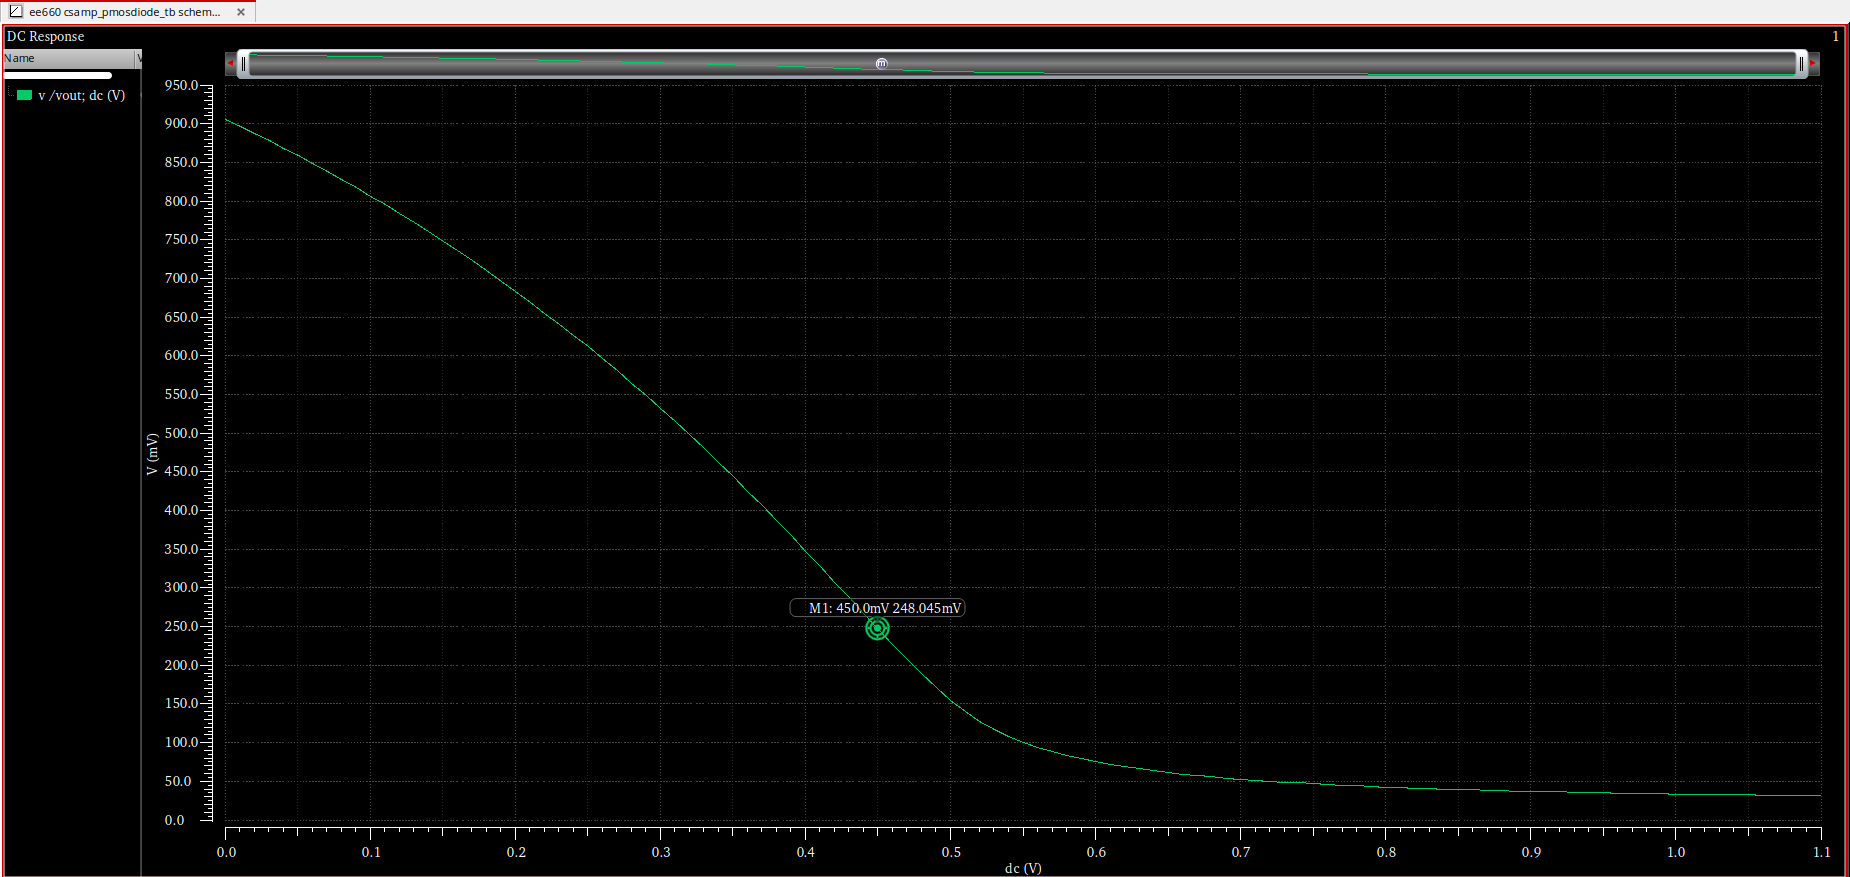 ee660 csamp_pmosdiode_tb schem... ×
DC Response
1
Name
V
v /vout; dc (V)
m
950.0
900.0
850.0
800.0
750.0
700.0
650.0
600.0
550.0
500.0
450.0
400.0
350.0
300.0
250.0
200.0
150.0
100.0
50.0
0.0
V (mV)
M1: 450.0mV 248.045mV
0.0 0.1 0.2 0.3 0.4 0.5 0.6 0.7 0.8 0.9 1.0 1.1
dc (V)